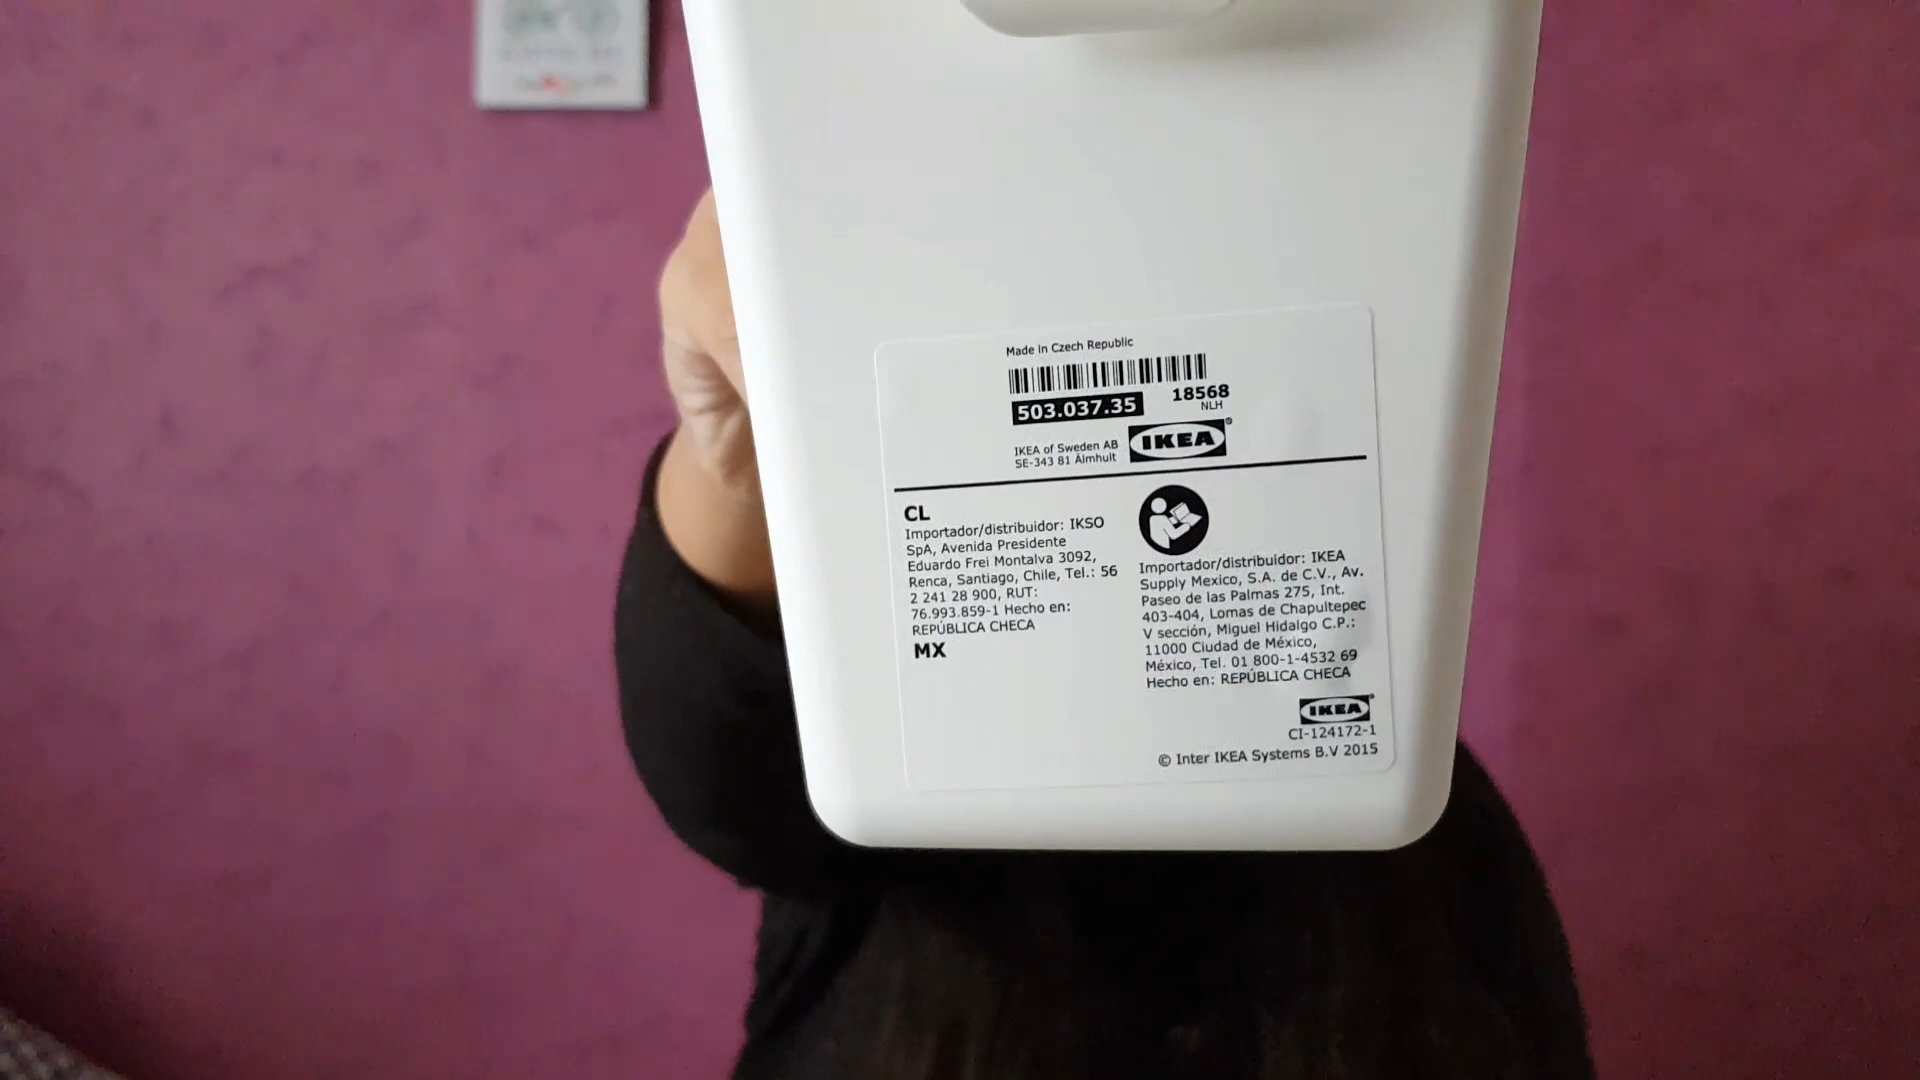 Made in Czech Republic
503.037.35
18568
NLH
IKEA of Sweden AB
SE-343 81 Älmhult
IKEA®
CL
Importador/distribuidor: IKSO
SpA, Avenida Presidente
Eduardo Frei Montalva 3092,
Renca, Santiago, Chile, Tel.: 56
2 241 28 900, RUT:
76.993.859-1 Hecho en:
REPÚBLICA CHECA
MX
Importador/distribuidor: IKEA
Supply Mexico, S.A. de C.V., Av.
Paseo de las Palmas 275, Int.
403-404, Lomas de Chapultepec
V sección, Miguel Hidalgo C.P.:
11000 Ciudad de México,
México, Tel. 01 800-1-4532 69
Hecho en: REPÚBLICA CHECA
IKEA®
CI-124172-1
© Inter IKEA Systems B.V 2015